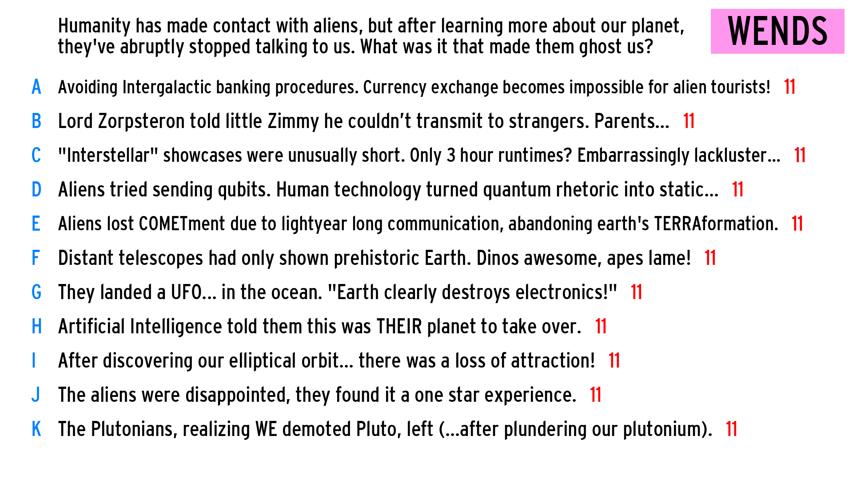 Humanity has made contact with aliens, but after learning more about our planet,
they've abruptly stopped talking to us. What was it that made them ghost us?
WENDS
A Avoiding Intergalactic banking procedures. Currency exchange becomes impossible for alien tourists! 11
B Lord Zorpsteron told little Zimmy he couldn't transmit to strangers. Parents... 11
C "Interstellar" showcases were unusually short. Only 3 hour runtimes? Embarrassingly lackluster... 11
D Aliens tried sending qubits. Human technology turned quantum rhetoric into static... 11
E Aliens lost COMETment due to lightyear long communication, abandoning earth's TERRAformation. 11
F Distant telescopes had only shown prehistoric Earth. Dinos awesome, apes lame! 11
G They landed a UFO... in the ocean. "Earth clearly destroys electronics!" 11
H Artificial Intelligence told them this was THEIR planet to take over. 11
I After discovering our elliptical orbit... there was a loss of attraction! 11
J The aliens were disappointed, they found it a one star experience. 11
K The Plutonians, realizing WE demoted Pluto, left (...after plundering our plutonium). 11